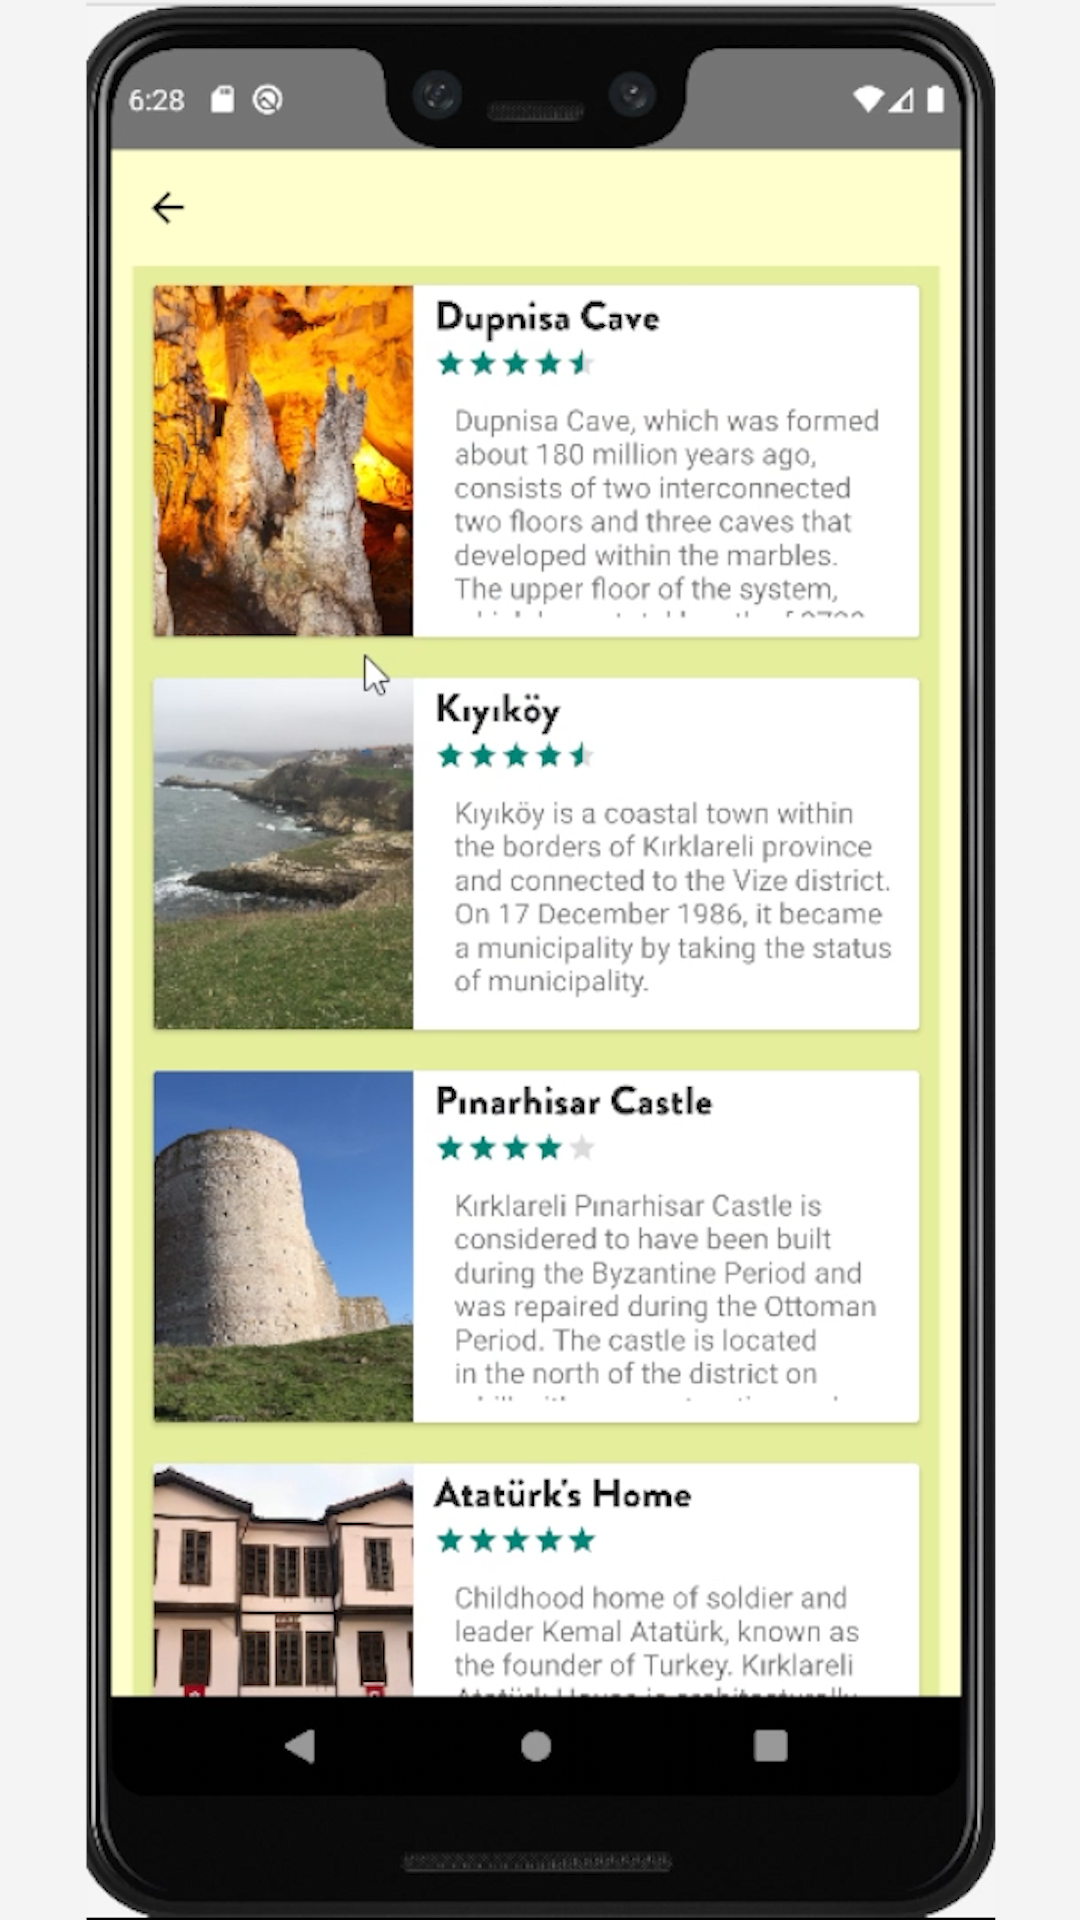 6:28
Dupnisa Cave
Dupnisa Cave, which was formed
about 180 million years ago,
consists of two interconnected
two floors and three caves that
developed within the marbles.
The upper floor of the system,
Kıyıköy
Kıyıköy is a coastal town within
the borders of Kırklareli province
and connected to the Vize district.
On 17 December 1986, it became
a municipality by taking the status
of municipality.
Pınarhisar Castle
Kırklareli Pınarhisar Castle is
considered to have been built
during the Byzantine Period and
was repaired during the Ottoman
Period. The castle is located
in the north of the district on
Atatürk's Home
Childhood home of soldier and
leader Kemal Atatürk, known as
the founder of Turkey. Kırklareli